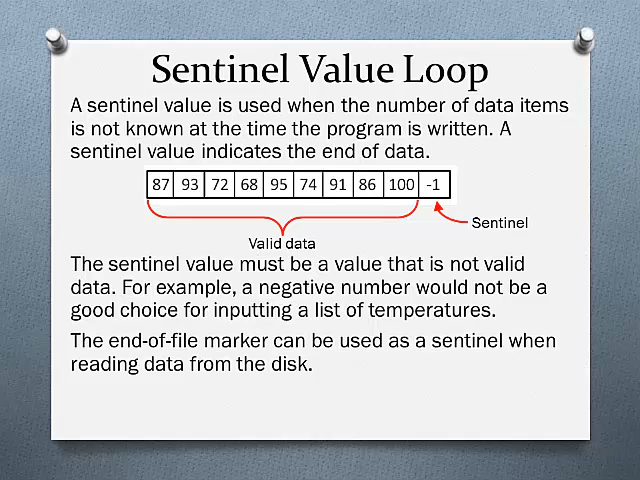 Sentinel Value Loop
A sentinel value is used when the number of data items
is not known at the time the program is written. A
sentinel value indicates the end of data.
87 93 72 68 95 74 91 86 100 -1
Sentinel
Valid data
The sentinel value must be a value that is not valid
data. For example, a negative number would not be a
good choice for inputting a list of temperatures.
The end-of-file marker can be used as a sentinel when
reading data from the disk.